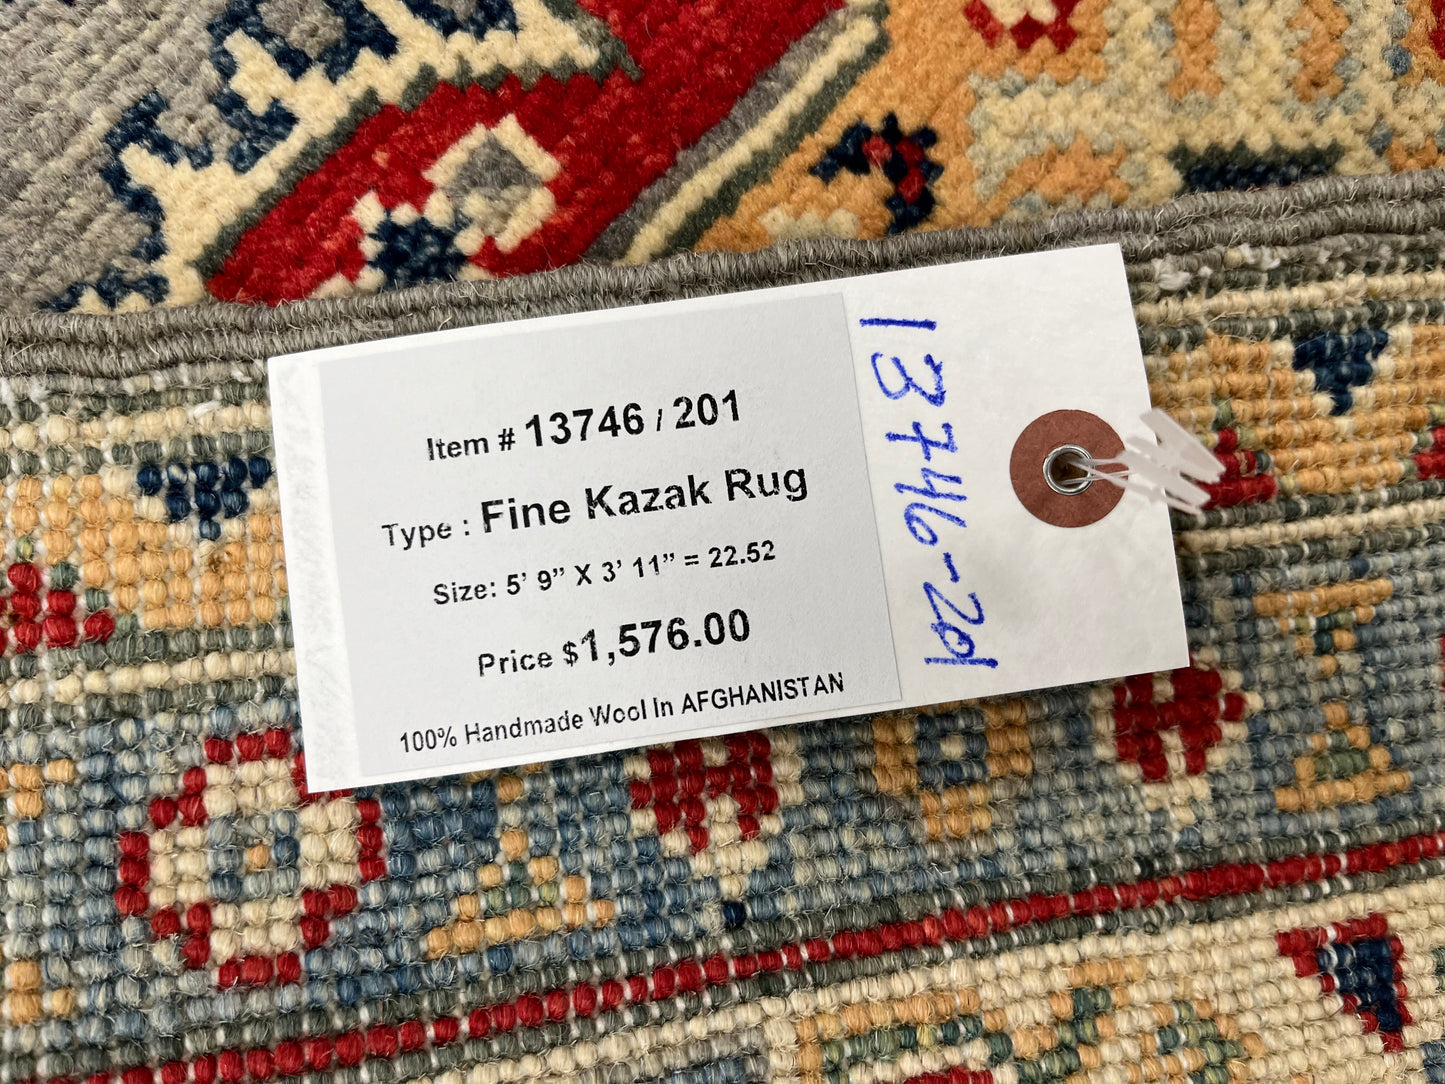 Item # 13746 / 201
Type : Fine Kazak Rug
Size: 5’ 9” X 3’ 11” = 22.52
Price $1,576.00
100% Handmade Wool In AFGHANISTAN
13746-201